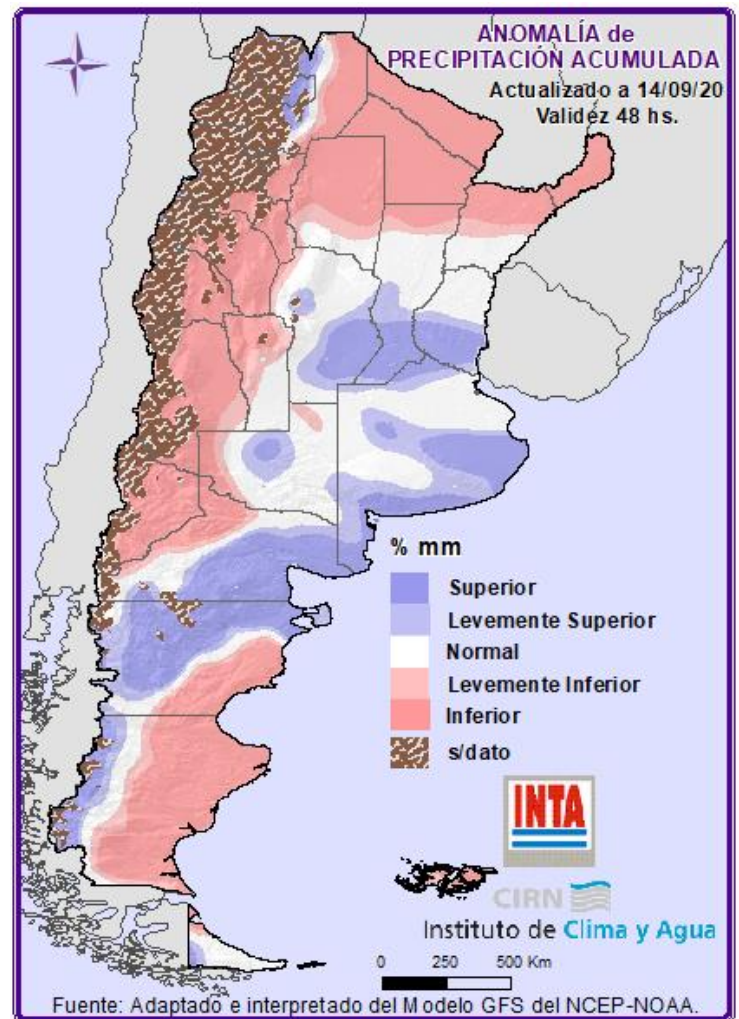 ANOMALÍA de
PRECIPITACIÓN ACUMULADA
Actualizado a 14/09/20
Validez 48 hs.
% mm
Superior
Levemente Superior
Normal
Levemente Inferior
Inferior
s/dato
INTA
CIRN
Instituto de Clima y Agua
0 250 500 Km
Fuente: Adaptado e interpretado del Modelo GFS del NCEP-NOAA.